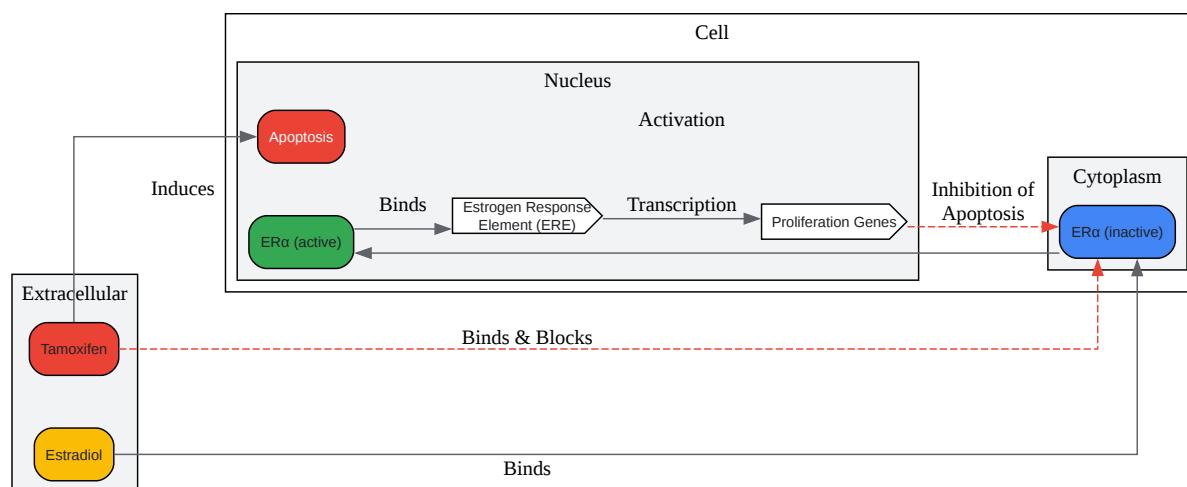 Cell
Nucleus
Activation
Apoptosis
Induces
Cytoplasm
Inhibition of
Apoptosis
Binds
Estrogen Response
Element (ERE)
Transcription
Proliferation Genes
ERα (active)
ERα (inactive)
Extracellular
Tamoxifen
Binds & Blocks
Estradiol
Binds